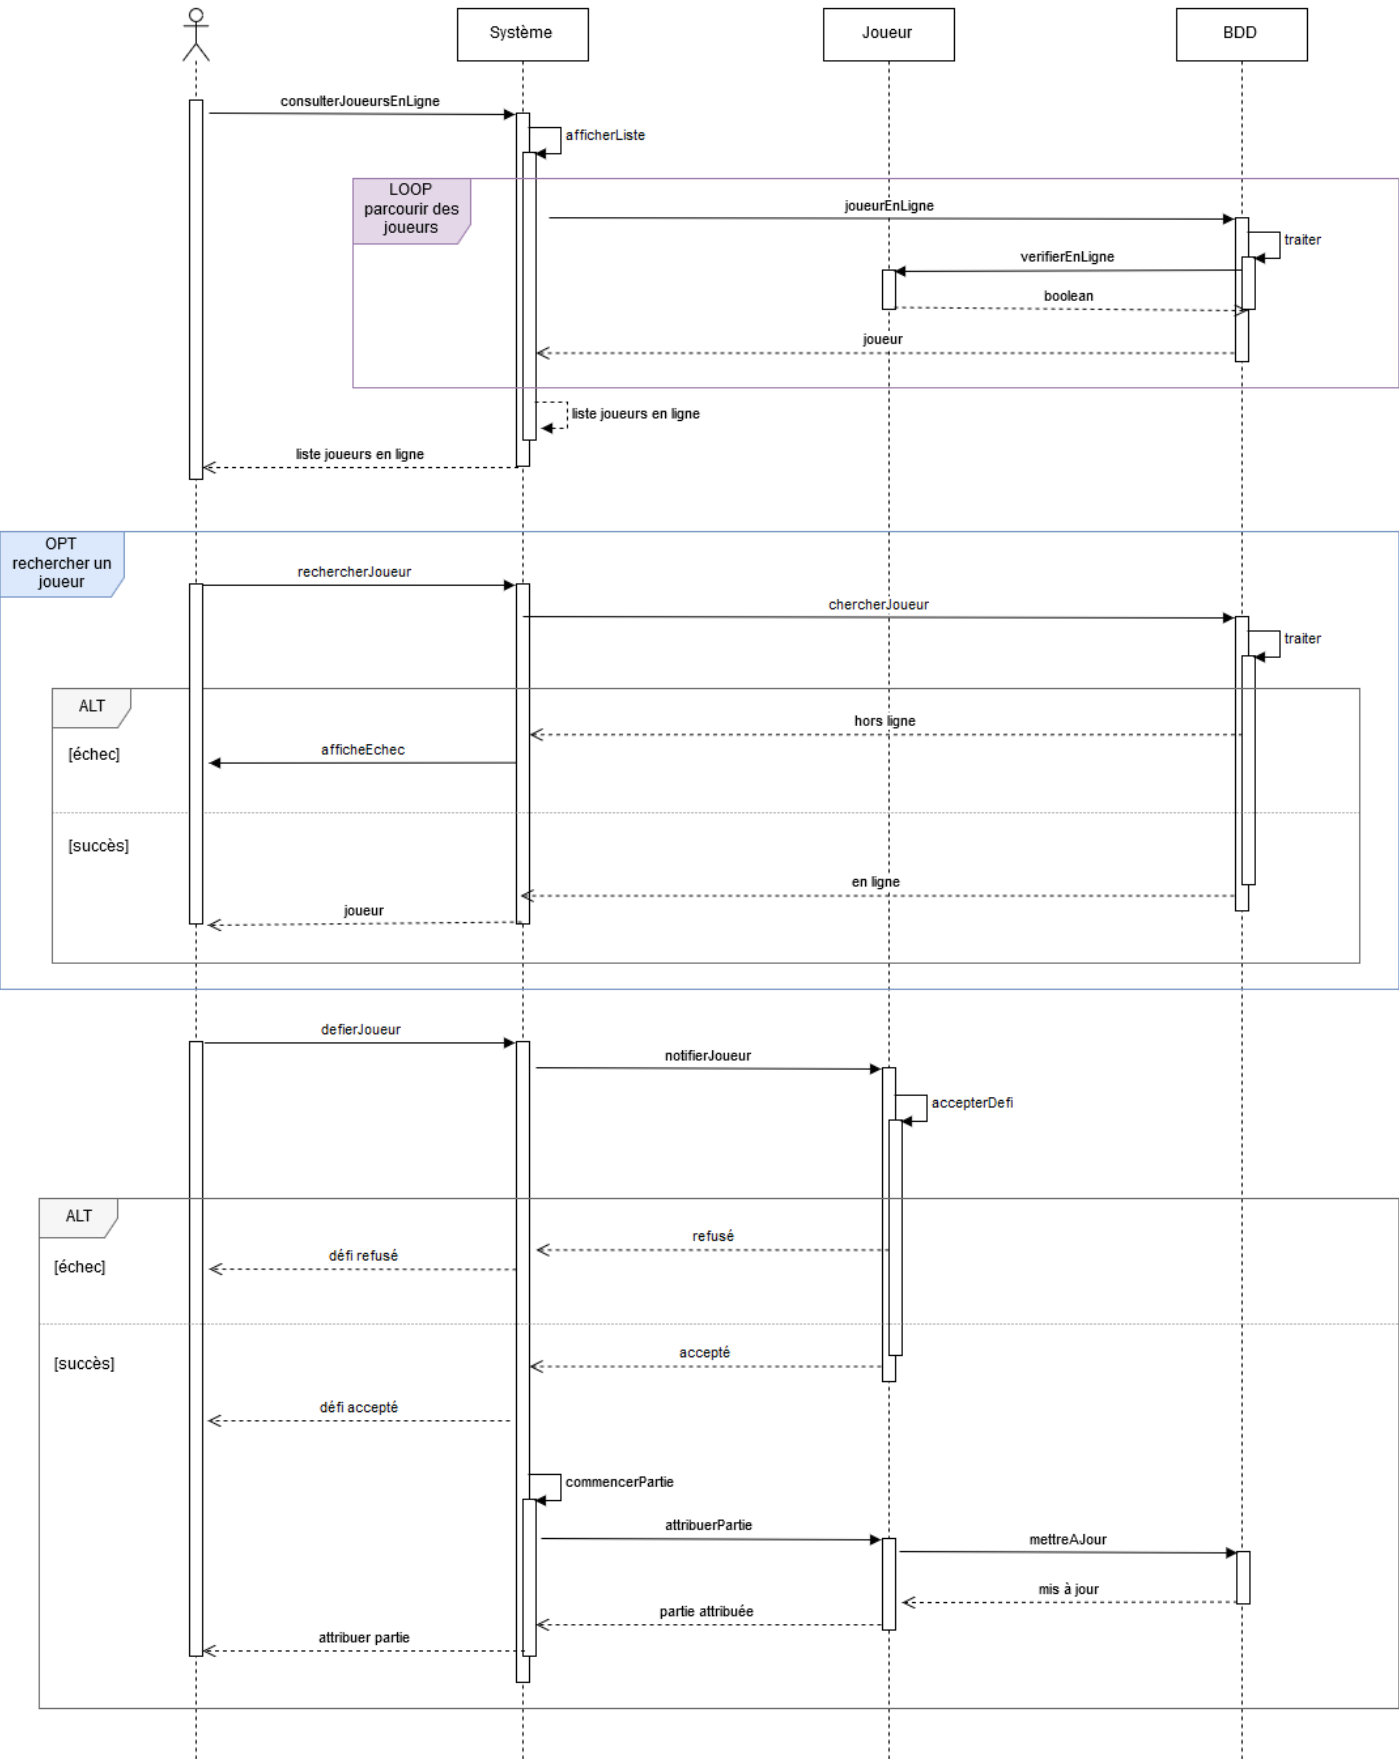 Système
Joueur
BDD
consulterJoueursEnLigne
afficherListe
LOOP
parcourir des
joueurs
joueurEnLigne
traiter
verifierEnLigne
boolean
joueur
liste joueurs en ligne
liste joueurs en ligne
OPT
rechercher un
joueur
rechercherJoueur
chercherJoueur
traiter
ALT
hors ligne
[échec]
afficheEchec
[succès]
en ligne
joueur
defierJoueur
notifierJoueur
accepterDefi
ALT
refusé
défi refusé
[échec]
accepté
[succès]
défi accepté
commencerPartie
attribuerPartie
mettreAJour
mis à jour
partie attribuée
attribuer partie